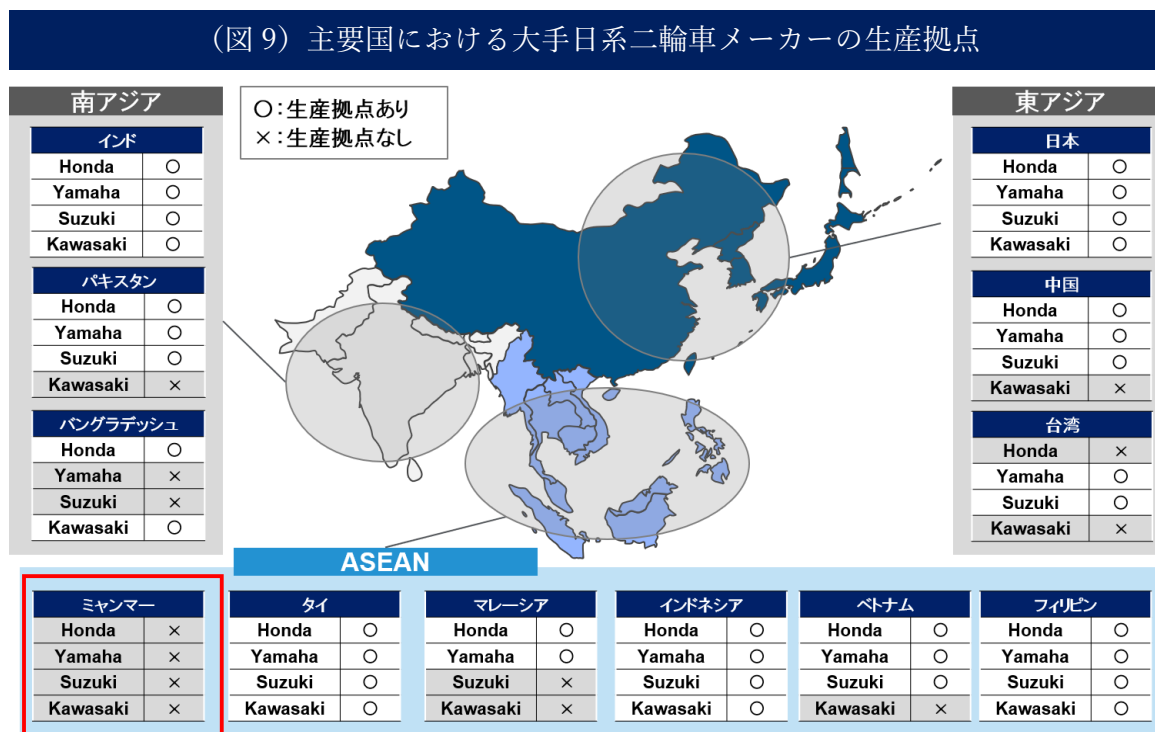 （図 9）主要国における大手日系二輪車メーカーの生産拠点
〇：生産拠点あり
×：生産拠点なし
南アジア
インド
Honda 〇
Yamaha 〇
Suzuki 〇
Kawasaki 〇
パキスタン
Honda 〇
Yamaha 〇
Suzuki 〇
Kawasaki ×
バングラデッシュ
Honda 〇
Yamaha ×
Suzuki ×
Kawasaki 〇
東アジア
日本
Honda 〇
Yamaha 〇
Suzuki 〇
Kawasaki 〇
中国
Honda 〇
Yamaha 〇
Suzuki 〇
Kawasaki ×
台湾
Honda ×
Yamaha 〇
Suzuki 〇
Kawasaki ×
ASEAN
ミャンマー
Honda ×
Yamaha ×
Suzuki ×
Kawasaki ×
タイ
Honda 〇
Yamaha 〇
Suzuki 〇
Kawasaki 〇
マレーシア
Honda 〇
Yamaha 〇
Suzuki ×
Kawasaki ×
インドネシア
Honda 〇
Yamaha 〇
Suzuki 〇
Kawasaki 〇
ベトナム
Honda 〇
Yamaha 〇
Suzuki 〇
Kawasaki ×
フィリピン
Honda 〇
Yamaha 〇
Suzuki 〇
Kawasaki 〇